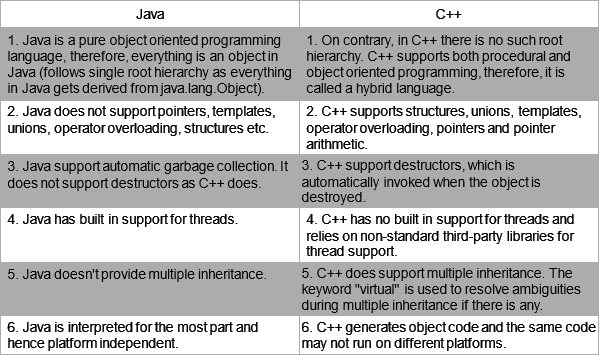 Java
C++
1. Java is a pure object oriented programming
language, therefore, everything is an object in
Java (follows single root hierarchy as everything
in Java gets derived from java.lang.Object).
1. On contrary, in C++ there is no such root
hierarchy. C++ supports both procedural and
object oriented programming, therefore, it is
called a hybrid language.
2. Java does not support pointers, templates,
unions, operator overloading, structures etc.
2. C++ supports structures, unions, templates,
operator overloading, pointers and pointer
arithmetic.
3. Java support automatic garbage collection. It
does not support destructors as C++ does.
3. C++ support destructors, which is
automatically invoked when the object is
destroyed.
4. Java has built in support for threads.
4. C++ has no built in support for threads and
relies on non-standard third-party libraries for
thread support.
5. Java doesn't provide multiple inheritance.
5. C++ does support multiple inheritance. The
keyword "virtual" is used to resolve ambiguities
during multiple inheritance if there is any.
6. Java is interpreted for the most part and
hence platform independent.
6. C++ generates object code and the same code
may not run on different platforms.